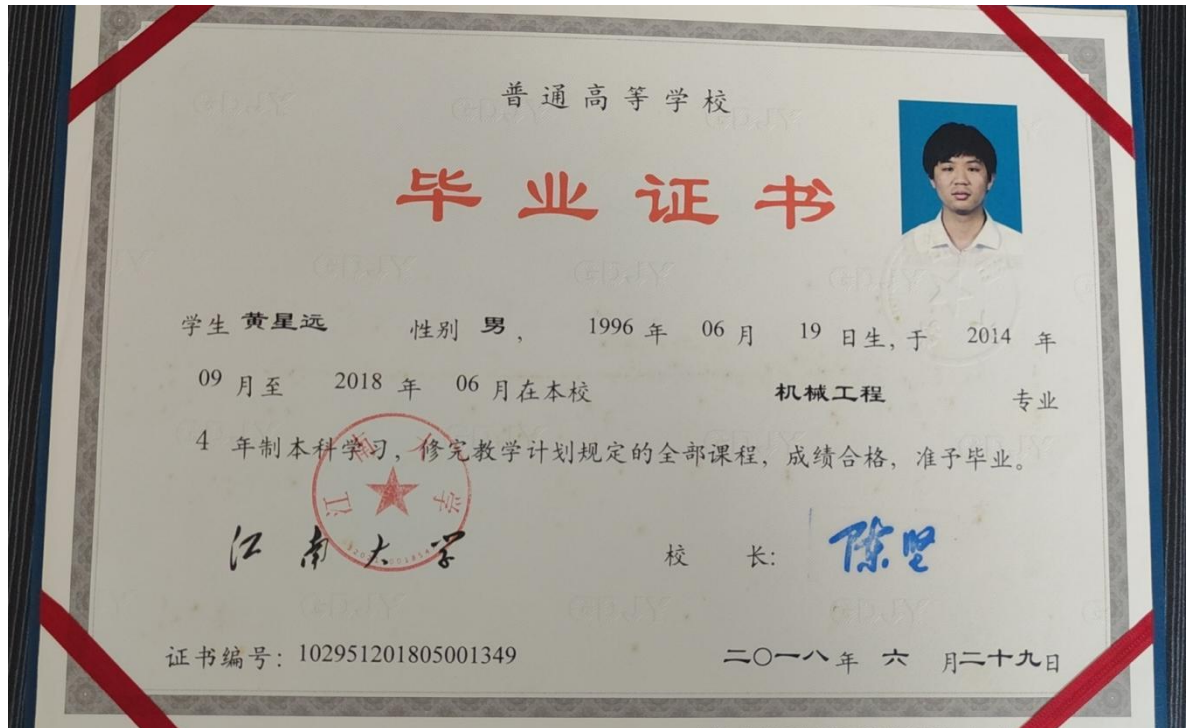 普通高等学校
毕业证书
学生 黄星远 性别 男， 1996 年 06 月 19 日生，于 2014 年
09 月至 2018 年 06 月在本校 机械工程 专业
4 年制本科学习，修完教学计划规定的全部课程，成绩合格，准予毕业。
江南大学
江南大学
校 长：陈坚
证书编号：102951201805001349
二〇一八年 六 月二十九日